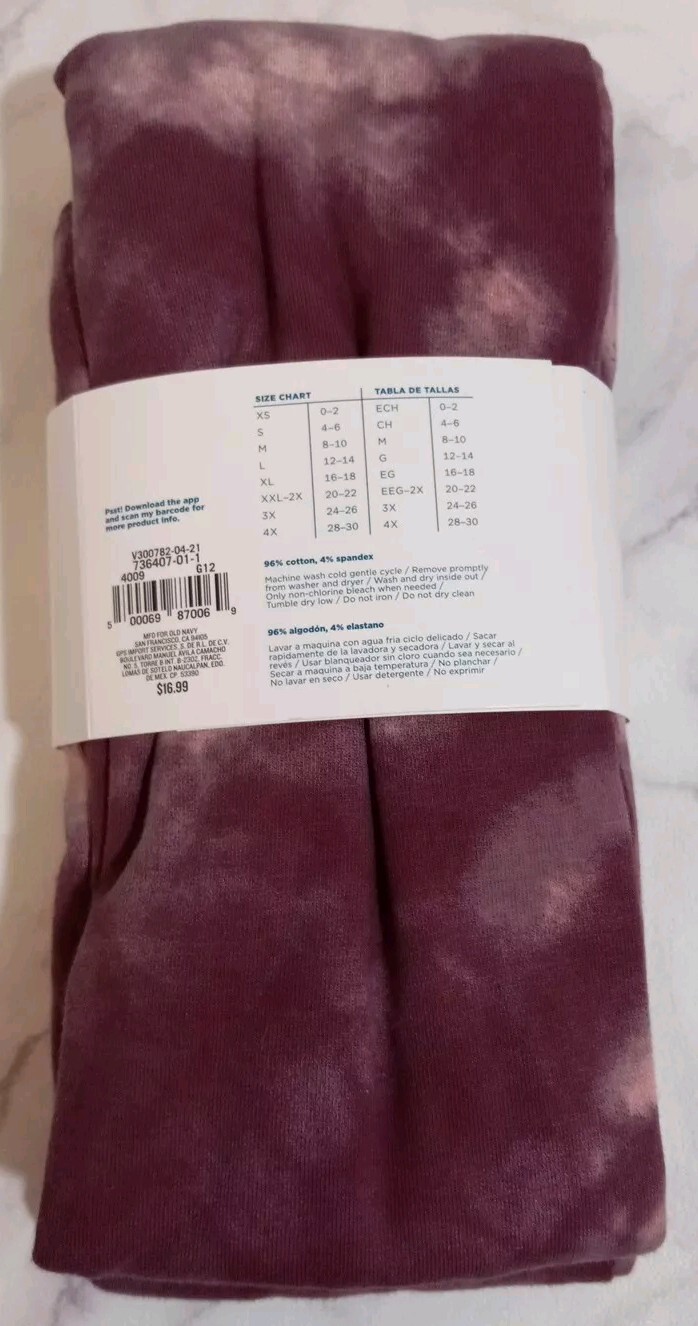 SIZE CHART TABLA DE TALLAS
XS 0–2 ECH 0–2
S 4–6 CH 4–6
M 8–10 M 8–10
L 12–14 G 12–14
XL 16–18 EG 16–18
XXL–2X 20–22 EEG–2X 20–22
3X 24–26 3X 24–26
4X 28–30 4X 28–30
Psst! Download the app
and scan my barcode for
more product info.
V300782-04-21
736407-01-1
4009 G12
5 00069 87006 9
MFD FOR OLD NAVY
SAN FRANCISCO, CA 94105
GPS IMPORT SERVICES, S. DE R.L. DE C.V.
BOULEVARD MANUEL ÁVILA CAMACHO
NO. 5, TORRE B INT. B-2302, FRACC.
LOMAS DE SOTELO NAUCALPAN, EDO.
DE MEX. CP. 53390
$16.99
96% cotton, 4% spandex
Machine wash cold gentle cycle / Remove promptly
from washer and dryer / Wash and dry inside out /
Only non-chlorine bleach when needed /
Tumble dry low / Do not iron / Do not dry clean
96% algodón, 4% elastano
Lavar a maquina con agua fria ciclo delicado / Sacar
rapidamente de la lavadora y secadora / Lavar y secar al
revés / Usar blanqueador sin cloro cuando sea necesario /
Secar a maquina a baja temperatura / No planchar /
No lavar en seco / Usar detergente / No exprimir